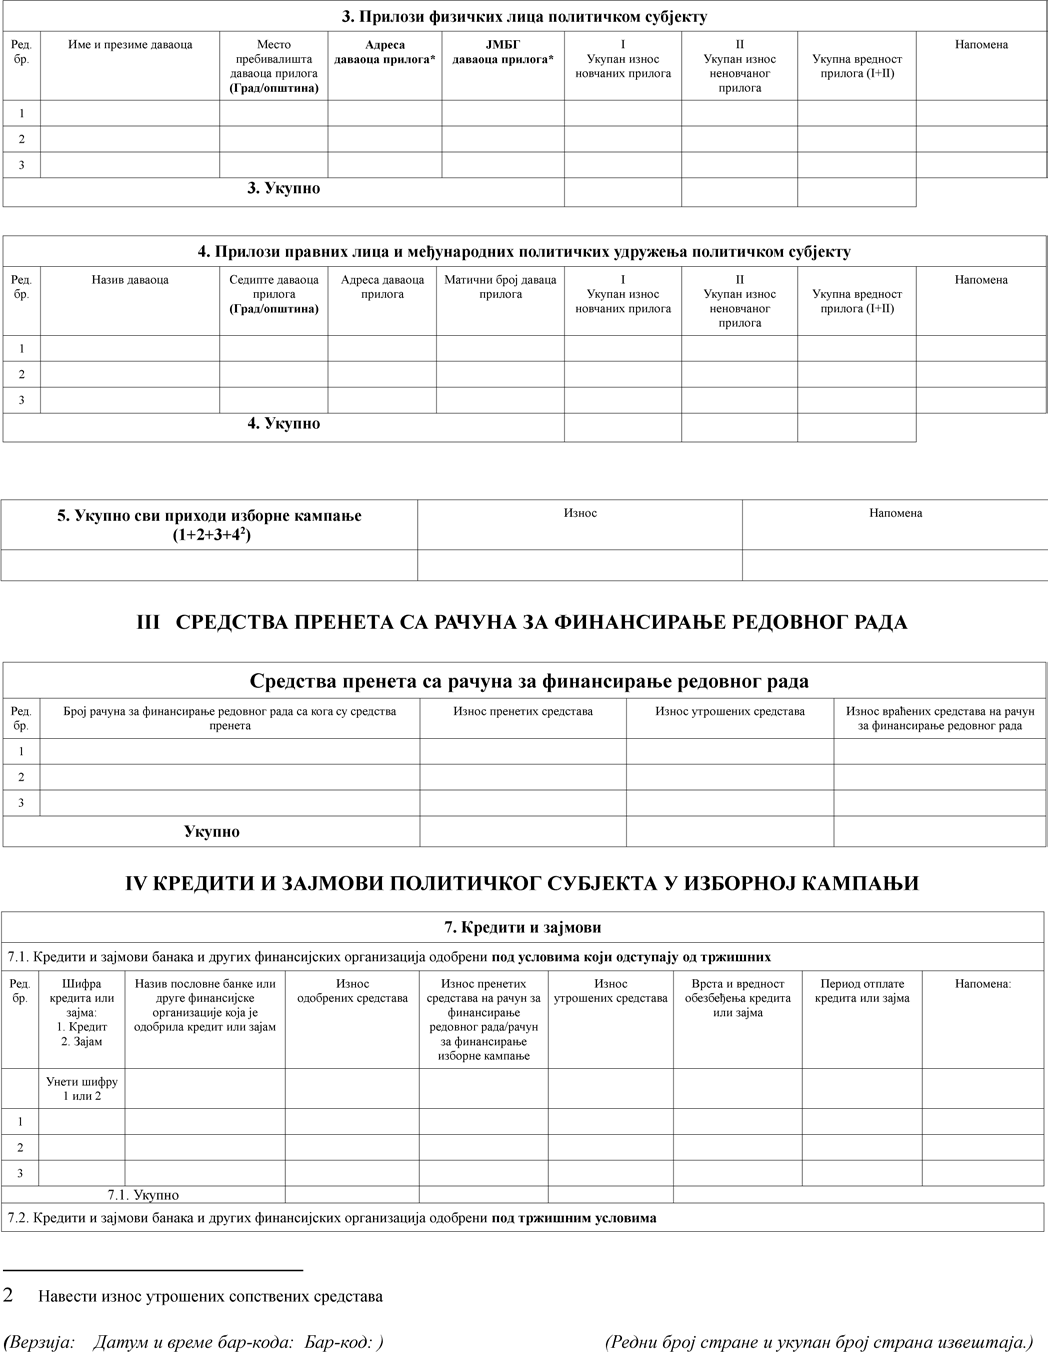 3. Прилози физичких лица политичком субјекту
Ред. бр.
Име и презиме даваоца
Место пребивалишта даваоца прилога (Град/општина)
Адреса даваоца прилога*
ЈМБГ даваоца прилога*
I Укупан износ новчаних прилога
II Укупан износ неновчаног прилога
Укупна вредност прилога (I+II)
Напомена
1
2
3
3. Укупно
4. Прилози правних лица и међународних политичких удружења политичком субјекту
Ред. бр.
Назив даваоца
Седипте даваоца прилога (Град/општина)
Адреса даваоца прилога
Матични број даваца прилога
I Укупан износ новчаних прилога
II Укупан износ неновчаног прилога
Укупна вредност прилога (I+II)
Напомена
1
2
3
4. Укупно
5. Укупно сви приходи изборне кампање (1+2+3+4²)
Износ
Напомена
III СРЕДСТВА ПРЕНЕТА СА РАЧУНА ЗА ФИНАНСИРАЊЕ РЕДОВНОГ РАДА
Средства пренета са рачуна за финансирање редовног рада
Ред. бр.
Број рачуна за финансирање редовног рада са кога су средства пренета
Износ пренетих средстава
Износ утрошених средстава
Износ враћених средстава на рачун за финансирање редовног рада
1
2
3
Укупно
IV КРЕДИТИ И ЗАЈМОВИ ПОЛИТИЧКОГ СУБЈЕКТА У ИЗБОРНОЈ КАМПАЊИ
7. Кредити и зајмови
7.1. Кредити и зајмови банака и других финансијских организација одобрени под условима који одступају од тржишних
Ред. бр.
Шифра кредита или зајма: 1. Кредит 2. Зајам
Назив пословне банке или друге финансијске организације која је одобрила кредит или зајам
Износ одобрених средстава
Износ пренетих средстава на рачун за финансирање редовног рада/рачун за финансирање изборне кампање
Износ утрошених средстава
Врста и вредност обезбеђења кредита или зајма
Период отплате кредита или зајма
Напомена:
Унети шифру 1 или 2
1
2
3
7.1. Укупно
7.2. Кредити и зајмови банака и других финансијских организација одобрени под тржишним условима
2 Навести износ утрошених сопствених средстава
(Верзија: Датум и време бар-кода: Бар-код: )
(Редни број стране и укупан број страна извештаја.)